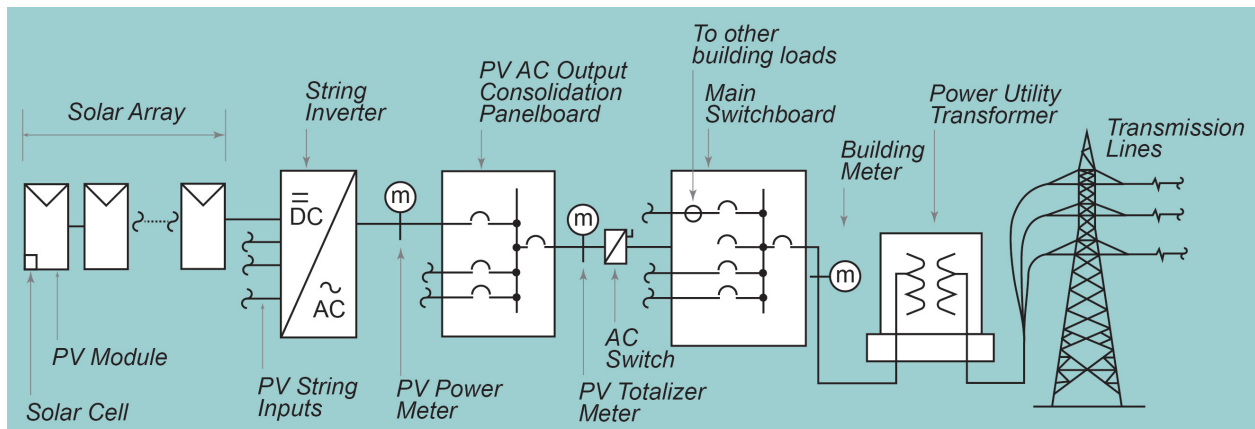 Solar Array
String
Inverter
PV AC Output
Consolidation
Panelboard
To other
building loads
Main
Switchboard
Building
Meter
Power Utility
Transformer
Transmission
Lines
DC
AC
m
m
m
Solar Cell
PV Module
PV String
Inputs
PV Power
Meter
PV Totalizer
Meter
AC
Switch